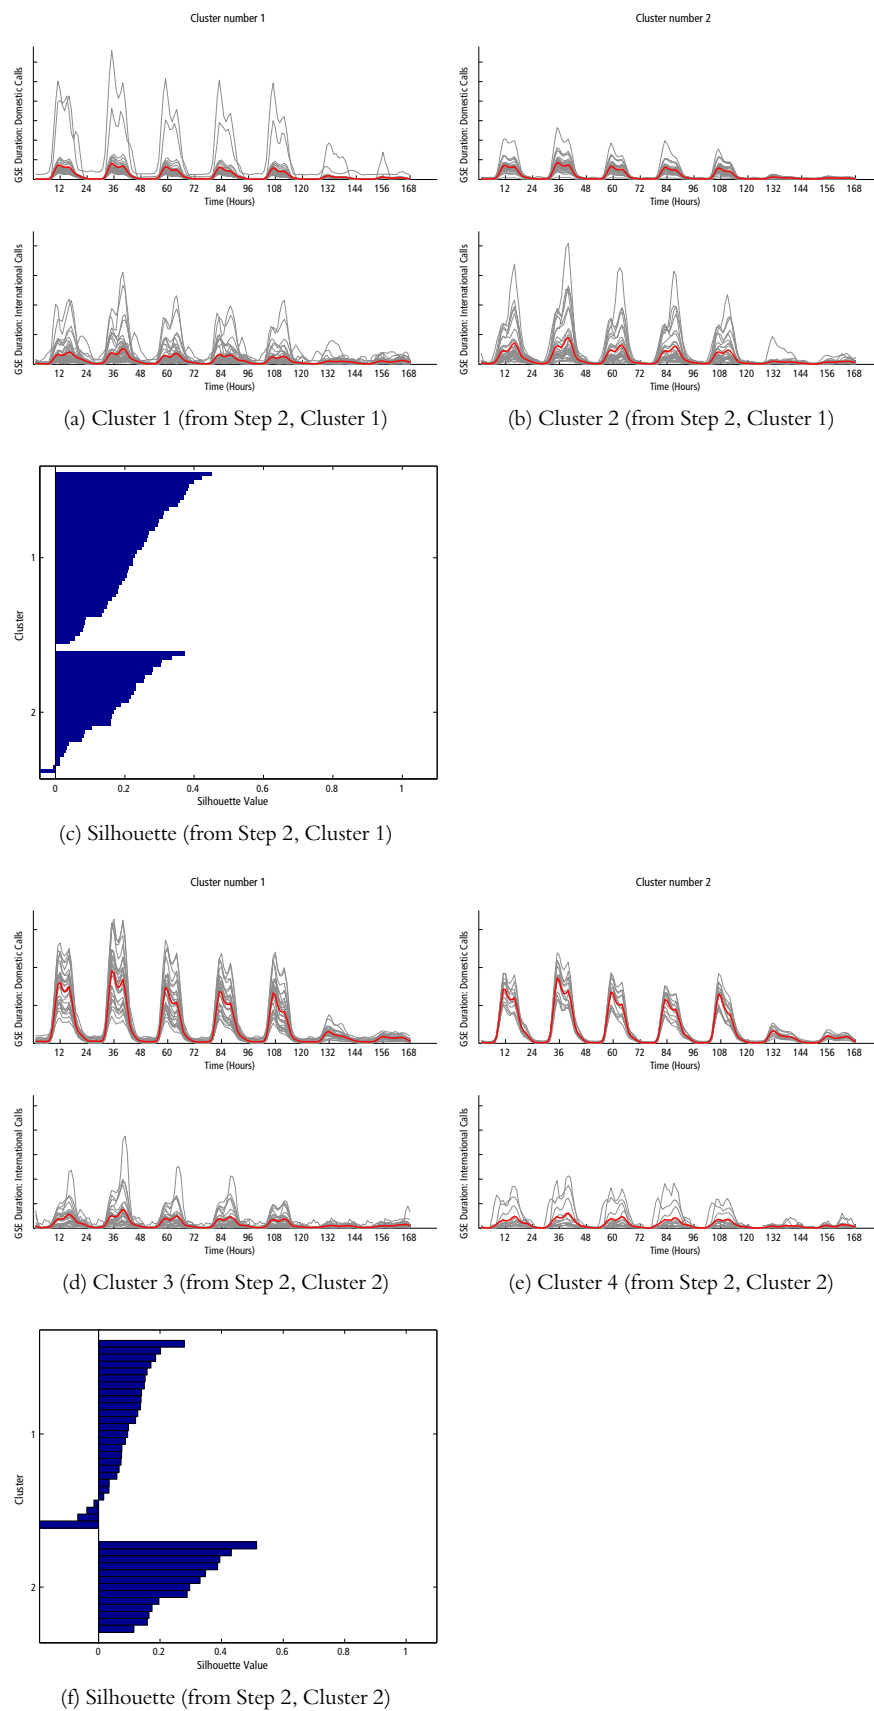 Cluster number 1
GSE Duration: Domestic Calls
12 24 36 48 60 72 84 96 108 120 132 144 156 168
Time (Hours)
GSE Duration: International Calls
12 24 36 48 60 72 84 96 108 120 132 144 156 168
Time (Hours)
(a) Cluster 1 (from Step 2, Cluster 1)
Cluster number 2
GSE Duration: Domestic Calls
12 24 36 48 60 72 84 96 108 120 132 144 156 168
Time (Hours)
GSE Duration: International Calls
12 24 36 48 60 72 84 96 108 120 132 144 156 168
Time (Hours)
(b) Cluster 2 (from Step 2, Cluster 1)
Cluster
1
2
0 0.2 0.4 0.6 0.8 1
Silhouette Value
(c) Silhouette (from Step 2, Cluster 1)
Cluster number 1
GSE Duration: Domestic Calls
12 24 36 48 60 72 84 96 108 120 132 144 156 168
Time (Hours)
GSE Duration: International Calls
12 24 36 48 60 72 84 96 108 120 132 144 156 168
Time (Hours)
(d) Cluster 3 (from Step 2, Cluster 2)
Cluster number 2
GSE Duration: Domestic Calls
12 24 36 48 60 72 84 96 108 120 132 144 156 168
Time (Hours)
GSE Duration: International Calls
12 24 36 48 60 72 84 96 108 120 132 144 156 168
Time (Hours)
(e) Cluster 4 (from Step 2, Cluster 2)
Cluster
1
2
0 0.2 0.4 0.6 0.8 1
Silhouette Value
(f) Silhouette (from Step 2, Cluster 2)